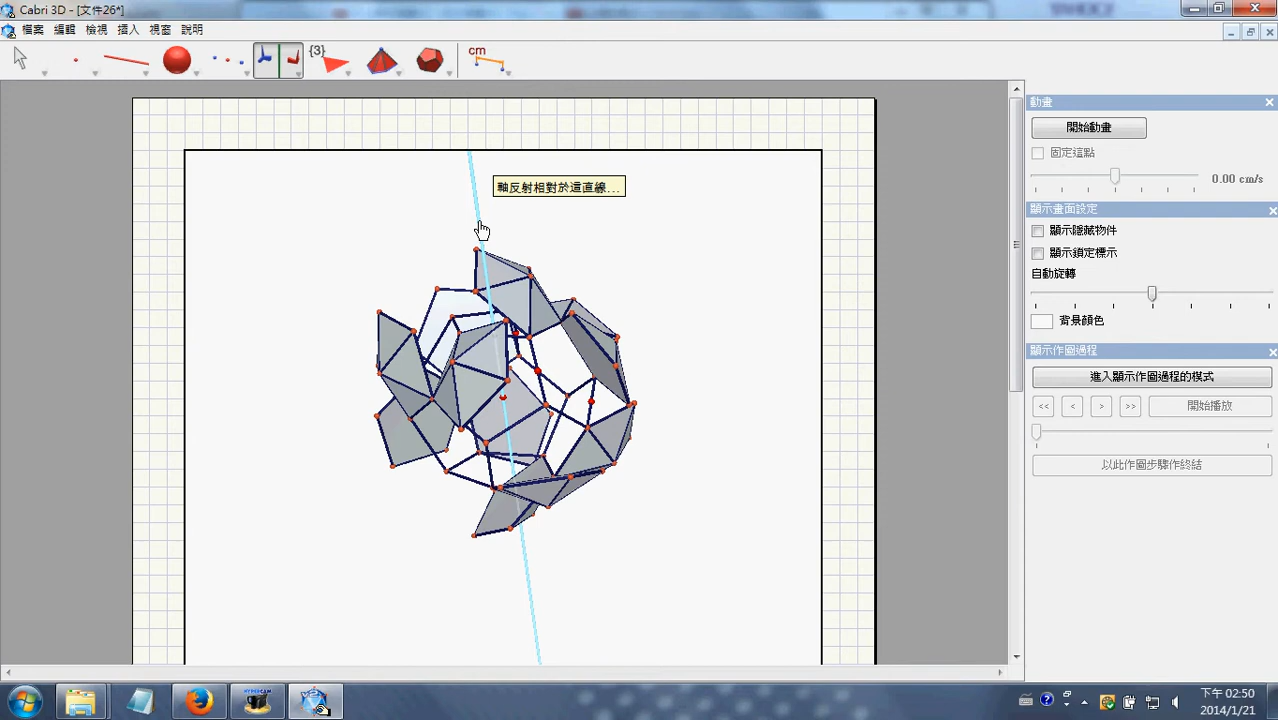 Cabri 3D - [文件26*]
檔案 編輯 檢視 插入 視窗 說明
{3}
cm
動畫
開始動畫
固定這點
0.00 cm/s
顯示畫面設定
顯示隱藏物件
顯示鎖定標示
自動旋轉
背景顏色
顯示作圖過程
進入顯示作圖過程的模式
<< < > >> 開始播放
以此作圖步驟作終結
軸反射相對於這直線...
HYPERCAM
下午 02:50
2014/1/21